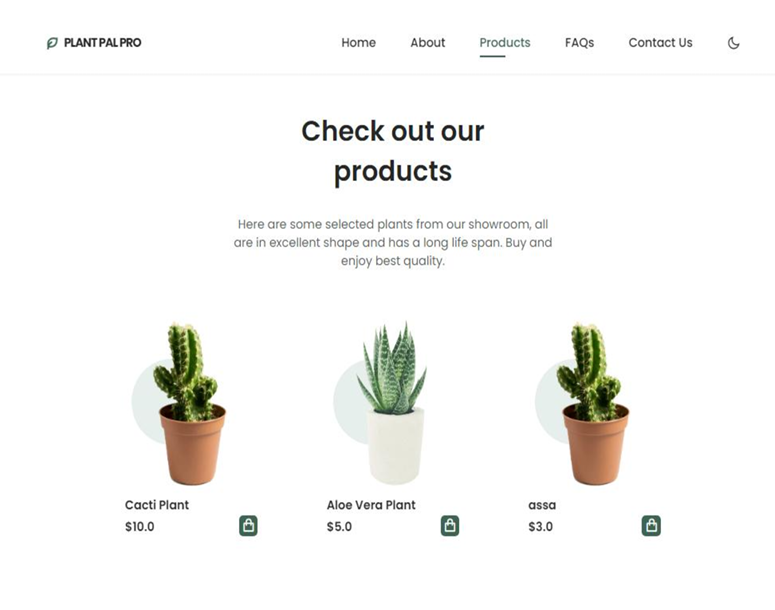 PLANT PAL PRO
Home About Products FAQs Contact Us
Check out our
products
Here are some selected plants from our showroom, all
are in excellent shape and has a long life span. Buy and
enjoy best quality.
Cacti Plant Aloe Vera Plant assa
$10.0 $5.0 $3.0